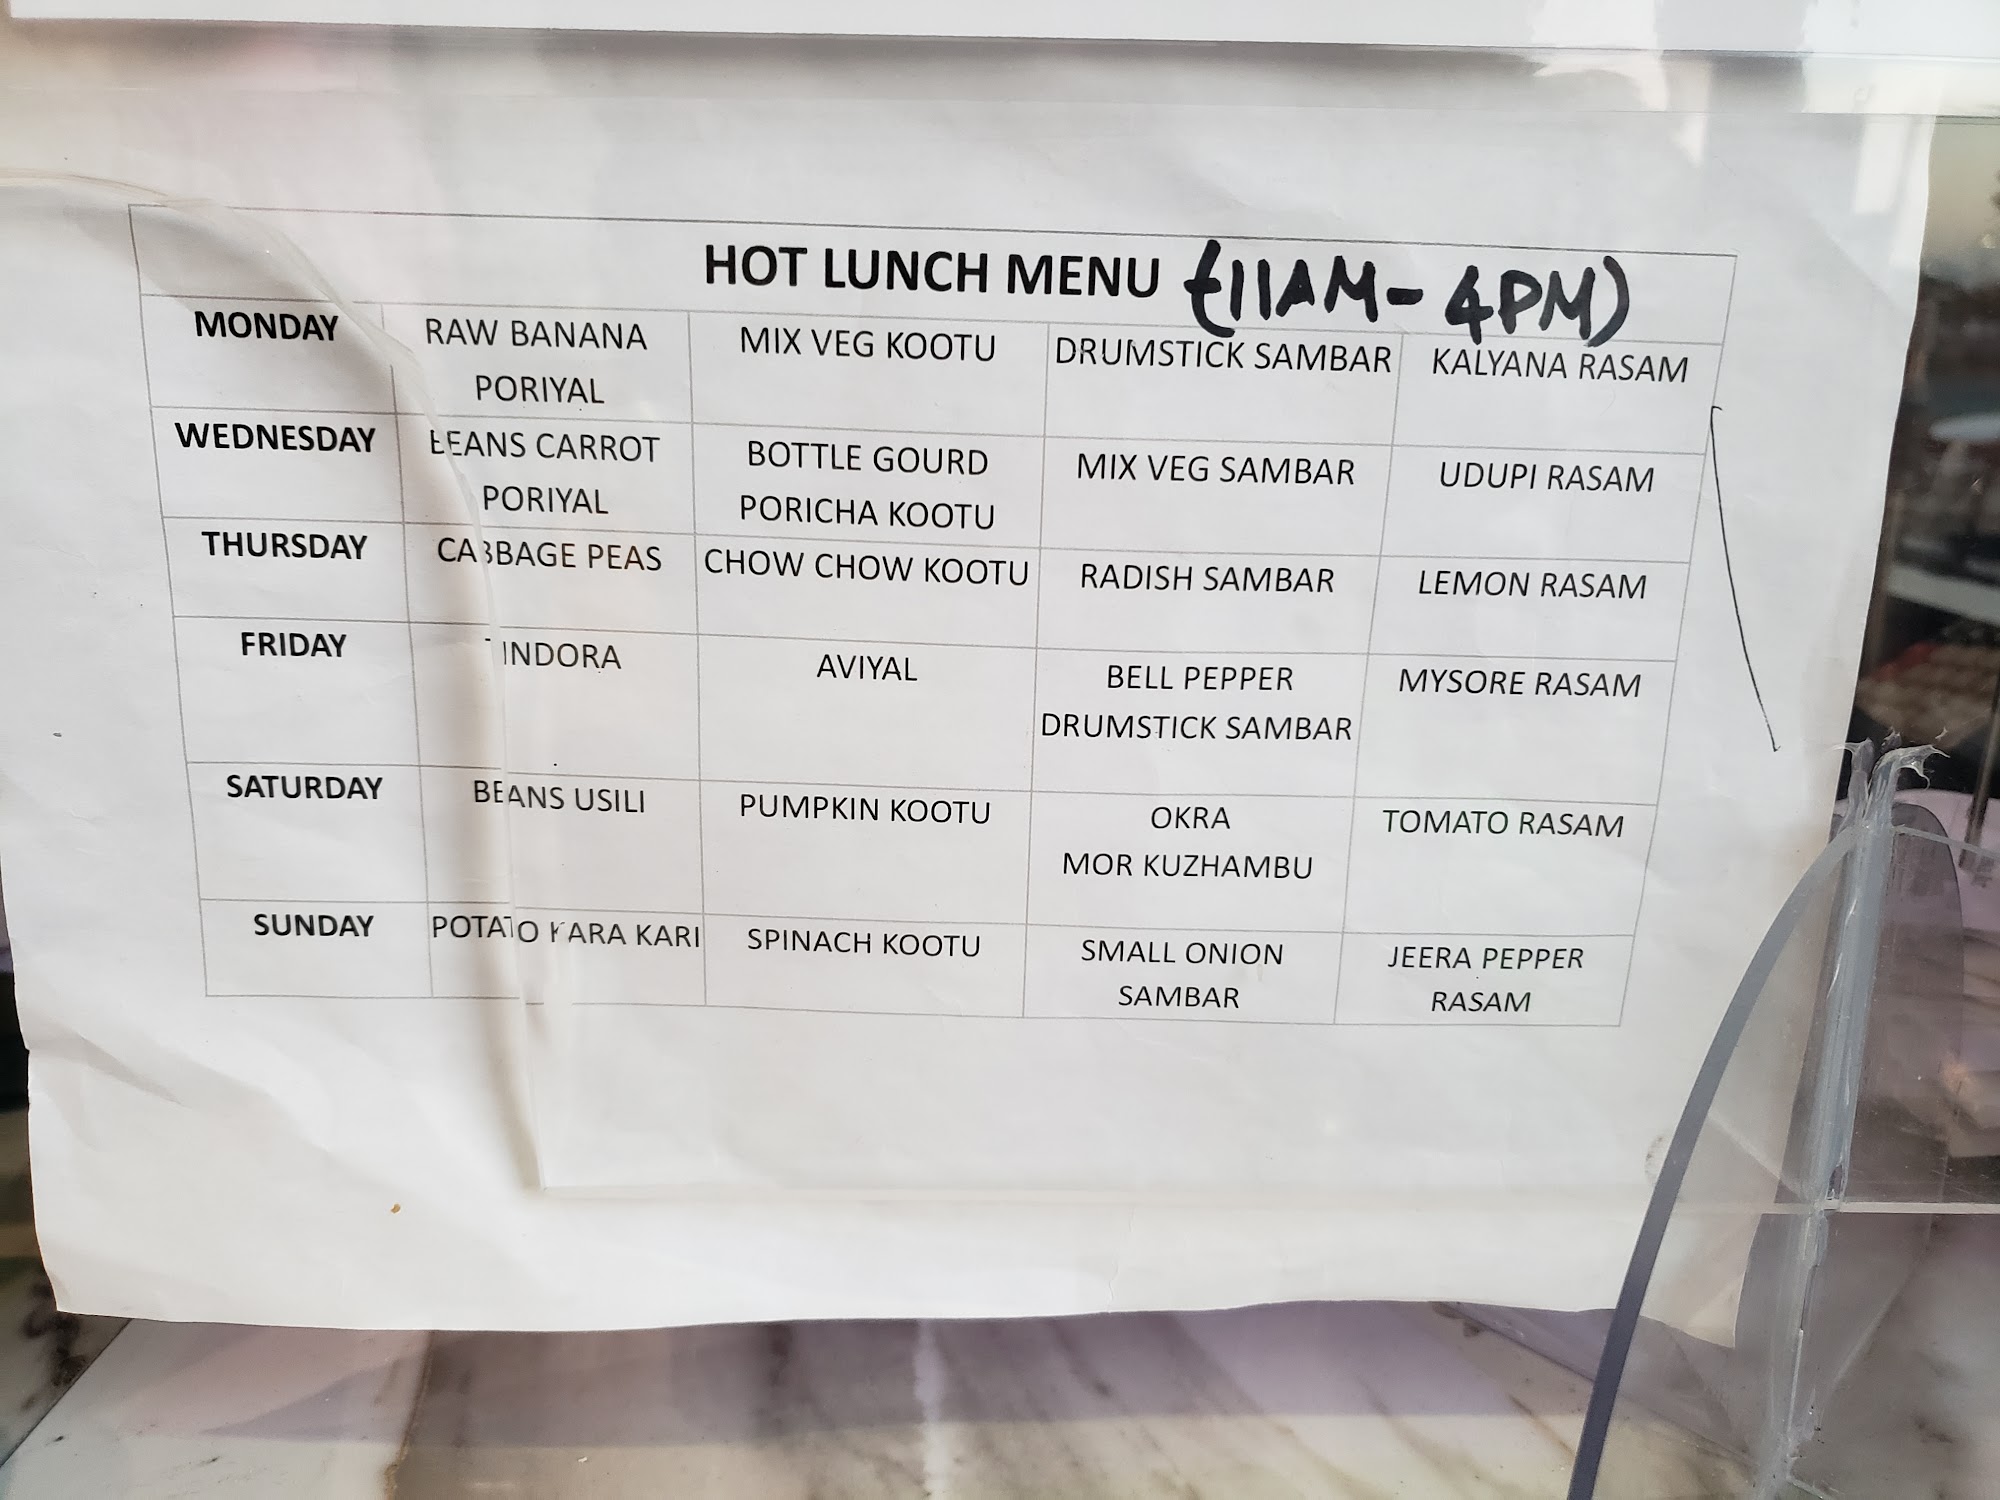 HOT LUNCH MENU (11AM - 4PM)
MONDAY RAW BANANA MIX VEG KOOTU DRUMSTICK SAMBAR KALYANA RASAM
PORIYAL
WEDNESDAY BEANS CARROT BOTTLE GOURD MIX VEG SAMBAR UDUPI RASAM
PORIYAL PORICHA KOOTU
THURSDAY CABBAGE PEAS CHOW CHOW KOOTU RADISH SAMBAR LEMON RASAM
FRIDAY TINDORA AVIYAL BELL PEPPER MYSORE RASAM
DRUMSTICK SAMBAR
SATURDAY BEANS USILI PUMPKIN KOOTU OKRA TOMATO RASAM
MOR KUZHAMBU
SUNDAY POTATO KARA KARI SPINACH KOOTU SMALL ONION JEERA PEPPER
SAMBAR RASAM